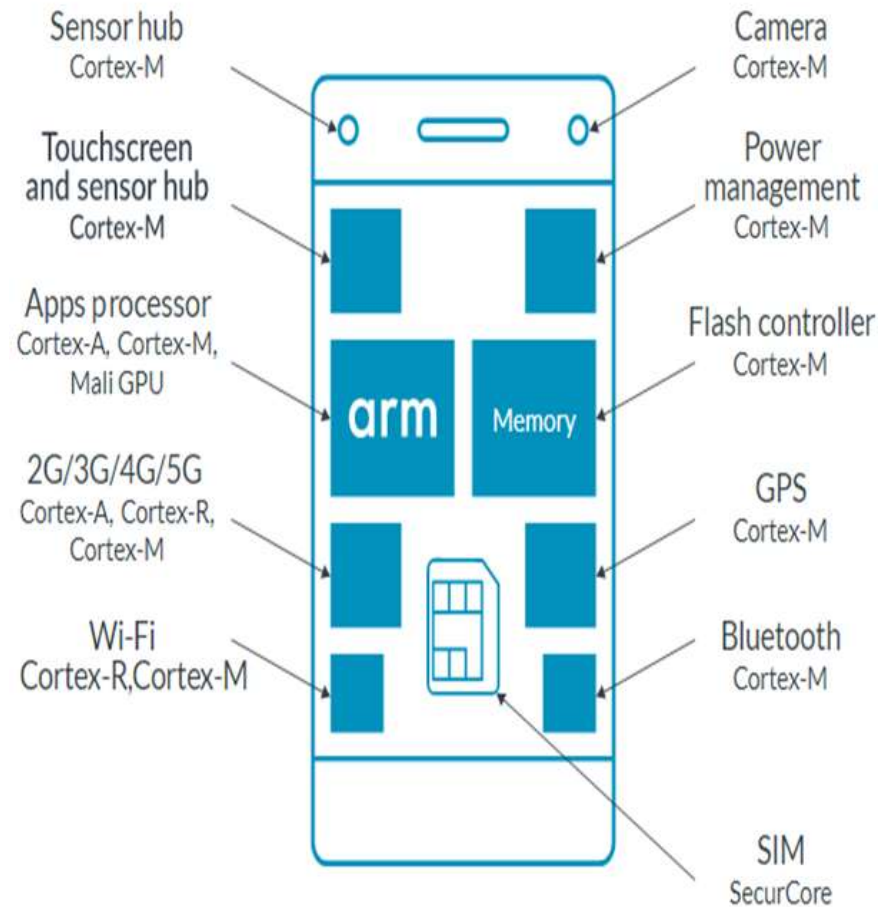 Sensor hub
Cortex-M
Touchscreen
and sensor hub
Cortex-M
Apps processor
Cortex-A, Cortex-M,
Mali GPU
2G/3G/4G/5G
Cortex-A, Cortex-R,
Cortex-M
Wi-Fi
Cortex-R,Cortex-M
arm
Memory
Camera
Cortex-M
Power
management
Cortex-M
Flash controller
Cortex-M
GPS
Cortex-M
Bluetooth
Cortex-M
SIM
SecurCore